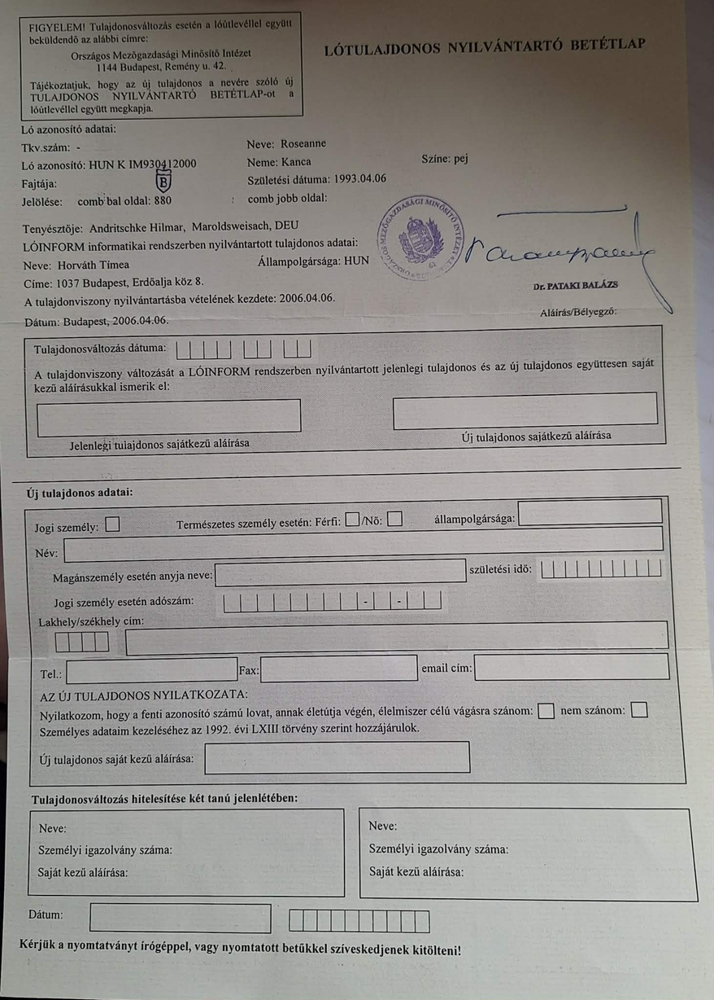 FIGYELEM! Tulajdonosváltozás esetén a lóútlevéllel együtt
beküldendő az alábbi címre:
Országos Mezőgazdasági Minősítő Intézet
1144 Budapest, Remény u. 42.
Tájékoztatjuk, hogy az új tulajdonos a nevére szóló új
TULAJDONOS NYILVÁNTARTÓ BETÉTLAP-ot a
lóútlevéllel együtt megkapja.
LÓTULAJDONOS NYILVÁNTARTÓ BETÉTLAP
Ló azonosító adatai:
Tkv.szám: -
Neve: Roseanne
Ló azonosító: HUN K IM930412000
Neme: Kanca
Színe: pej
Fajtája:
B
Születési dátuma: 1993.04.06
Jelölése: comb bal oldal: 880 : comb jobb oldal:
Tenyésztője: Andritschke Hilmar, Maroldsweisach, DEU
LÓINFORM informatikai rendszerben nyilvántartott tulajdonos adatai:
Neve: Horváth Tímea
Állampolgársága: HUN
Címe: 1037 Budapest, Erdőalja köz 8.
A tulajdonviszony nyilvántartásba vételének kezdete: 2006.04.06.
Dátum: Budapest, 2006.04.06.
ORSZÁGOS MEZŐGAZDASÁGI MINŐSÍTŐ INTÉZET
Dr. PATAKI BALÁZS
Aláírás/Bélyegző:
Tulajdonosváltozás dátuma:
A tulajdonviszony változását a LÓINFORM rendszerben nyilvántartott jelenlegi tulajdonos és az új tulajdonos együttesen saját
kezű aláírásukkal ismerik el:
Jelenlegi tulajdonos sajátkezű aláírása
Új tulajdonos sajátkezű aláírása
Új tulajdonos adatai:
Jogi személy:
Természetes személy esetén: Férfi: /Nő:
állampolgársága:
Név:
Magánszemély esetén anyja neve:
születési idő:
Jogi személy esetén adószám: - -
Lakhely/székhely cím:
Tel.:
Fax:
email cím:
AZ ÚJ TULAJDONOS NYILATKOZATA:
Nyilatkozom, hogy a fenti azonosító számú lovat, annak életútja végén, élelmiszer célú vágásra szánom: nem szánom:
Személyes adataim kezeléséhez az 1992. évi LXIII törvény szerint hozzájárulok.
Új tulajdonos saját kezű aláírása:
Tulajdonosváltozás hitelesítése két tanú jelenlétében:
Neve:
Személyi igazolvány száma:
Saját kezű aláírása:
Neve:
Személyi igazolvány száma:
Saját kezű aláírása:
Dátum:
Kérjük a nyomtatványt írógéppel, vagy nyomtatott betűkkel szíveskedjenek kitölteni!